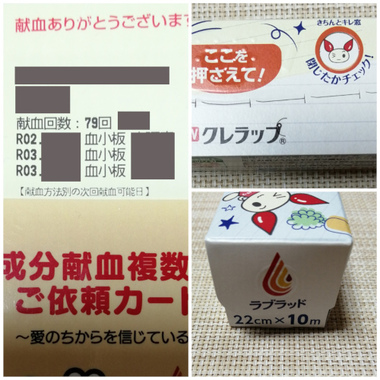 献血ありがとうございます
献血回数：79回
R02. 血小板
R03. 血小板
R03. 血小板
【献血方法別の次回献血可能日】
成分献血複数
ご依頼カード
～愛のちからを信じている
ここを
押さえて！
きちんとキレ窓
閉じたかチェック！
N クレラップ®
ラブラッド
22cm×10m